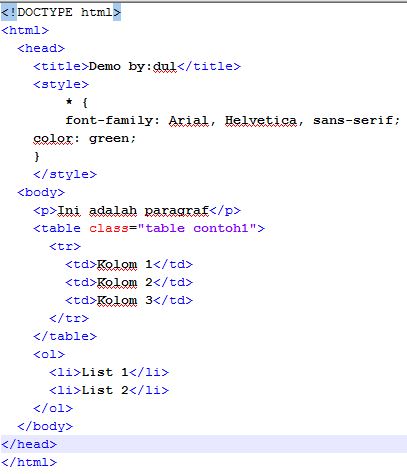 <!DOCTYPE html>
<html>
<head>
<title>Demo by:dul</title>
<style>
* {
font-family: Arial, Helvetica, sans-serif;
color: green;
}
</style>
<body>
<p>Ini adalah paragraf</p>
<table class="table contoh1">
<tr>
<td>Kolom 1</td>
<td>Kolom 2</td>
<td>Kolom 3</td>
</tr>
</table>
<ol>
<li>List 1</li>
<li>List 2</li>
</ol>
</body>
</head>
</html>